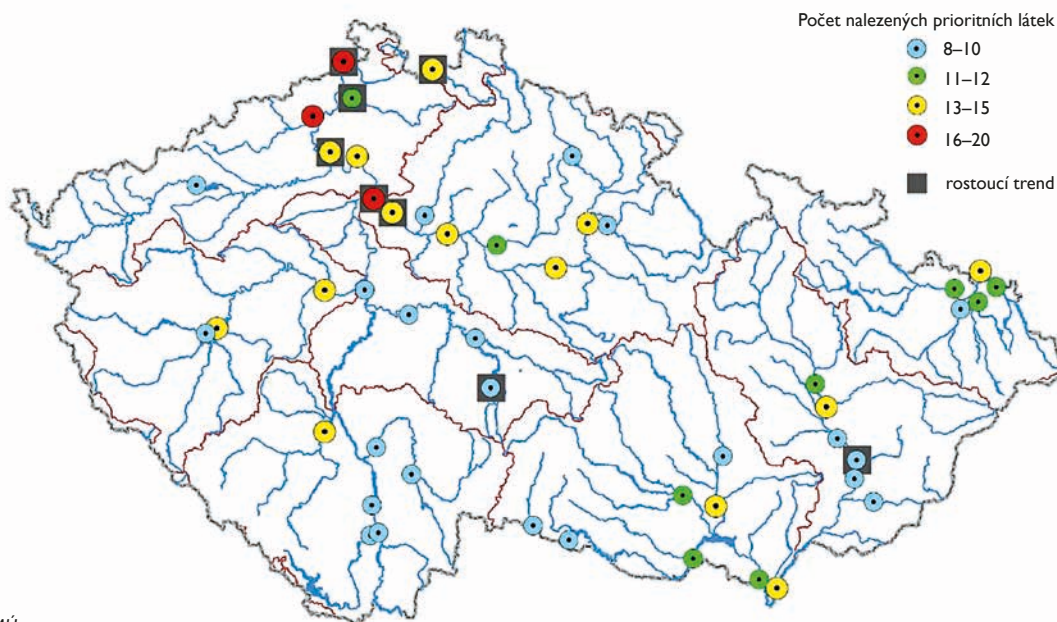 Počet nalezených prioritních látek
8–10
11–12
13–15
16–20
rostoucí trend